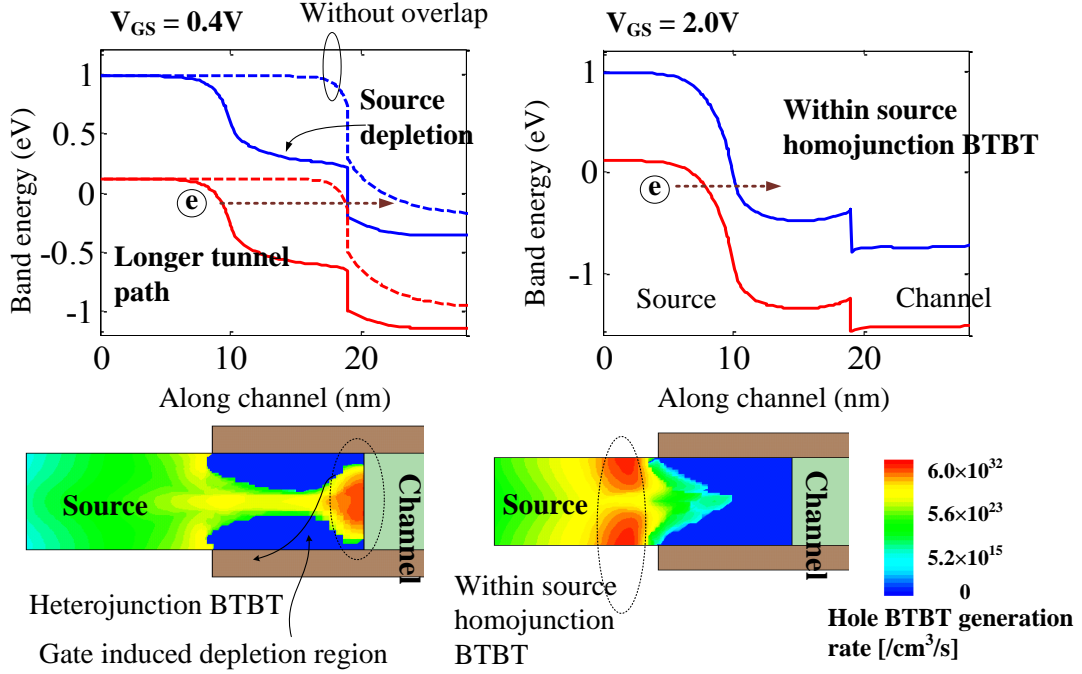 V_GS = 0.4V
Without overlap
V_GS = 2.0V
Band energy (eV)
1
0.5
0
-0.5
-1
Source
depletion
e
Longer tunnel
path
0
10
20
Along channel (nm)
Band energy (eV)
1
0
-1
Within source
homojunction BTBT
e
Source
Channel
0
10
20
Along channel (nm)
Source
Channel
Heterojunction BTBT
Gate induced depletion region
Source
Channel
Within source
homojunction
BTBT
6.0×10^32
5.6×10^23
5.2×10^15
0
Hole BTBT generation
rate [/cm^3/s]